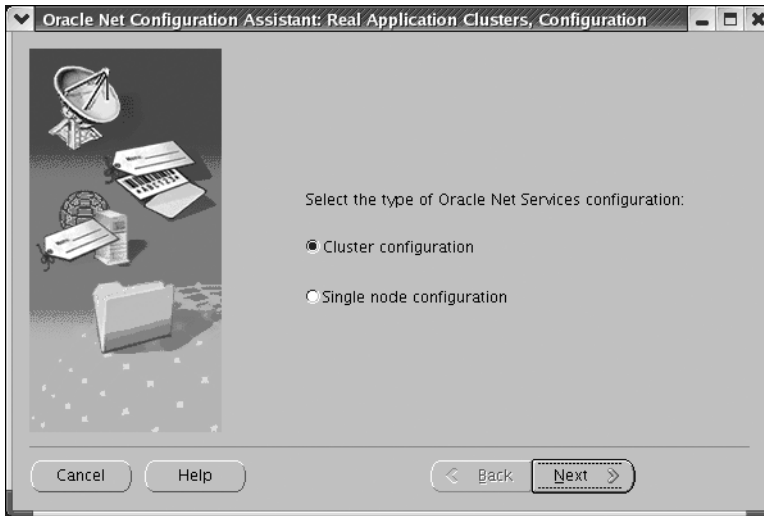 Oracle Net Configuration Assistant: Real Application Clusters, Configuration
Select the type of Oracle Net Services configuration:
Cluster configuration
Single node configuration
Cancel
Help
Back
Next